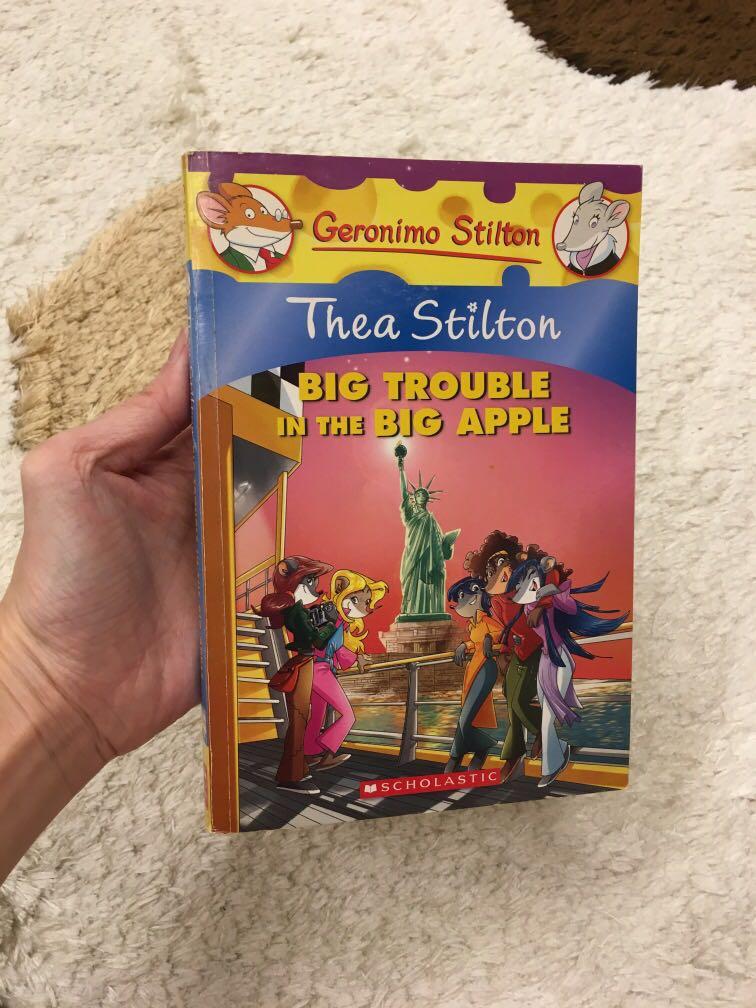 Geronimo Stilton
Thea Stilton
BIG TROUBLE
IN THE BIG APPLE
SCHOLASTIC